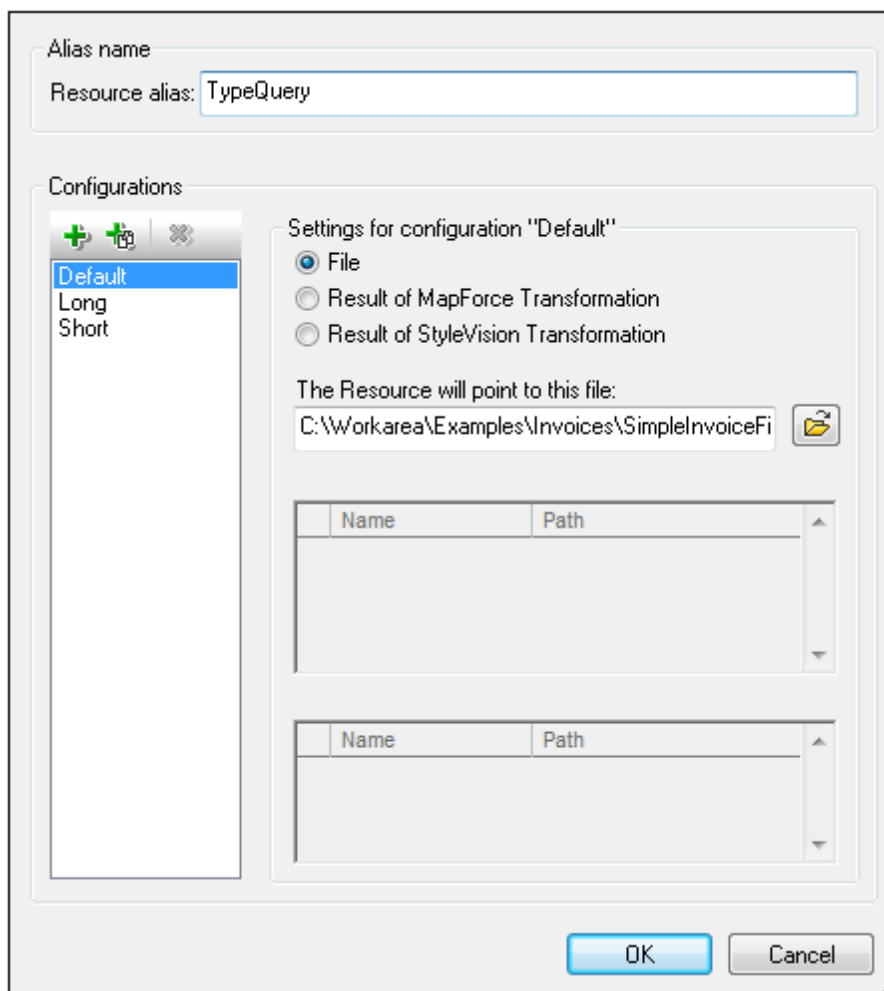 Alias name
Resource alias: TypeQuery
Configurations
Settings for configuration "Default"
Default
Long
Short
File
Result of MapForce Transformation
Result of StyleVision Transformation
The Resource will point to this file:
C:\Workarea\Examples\Invoices\SimpleInvoiceFi
Name Path
Name Path
OK Cancel